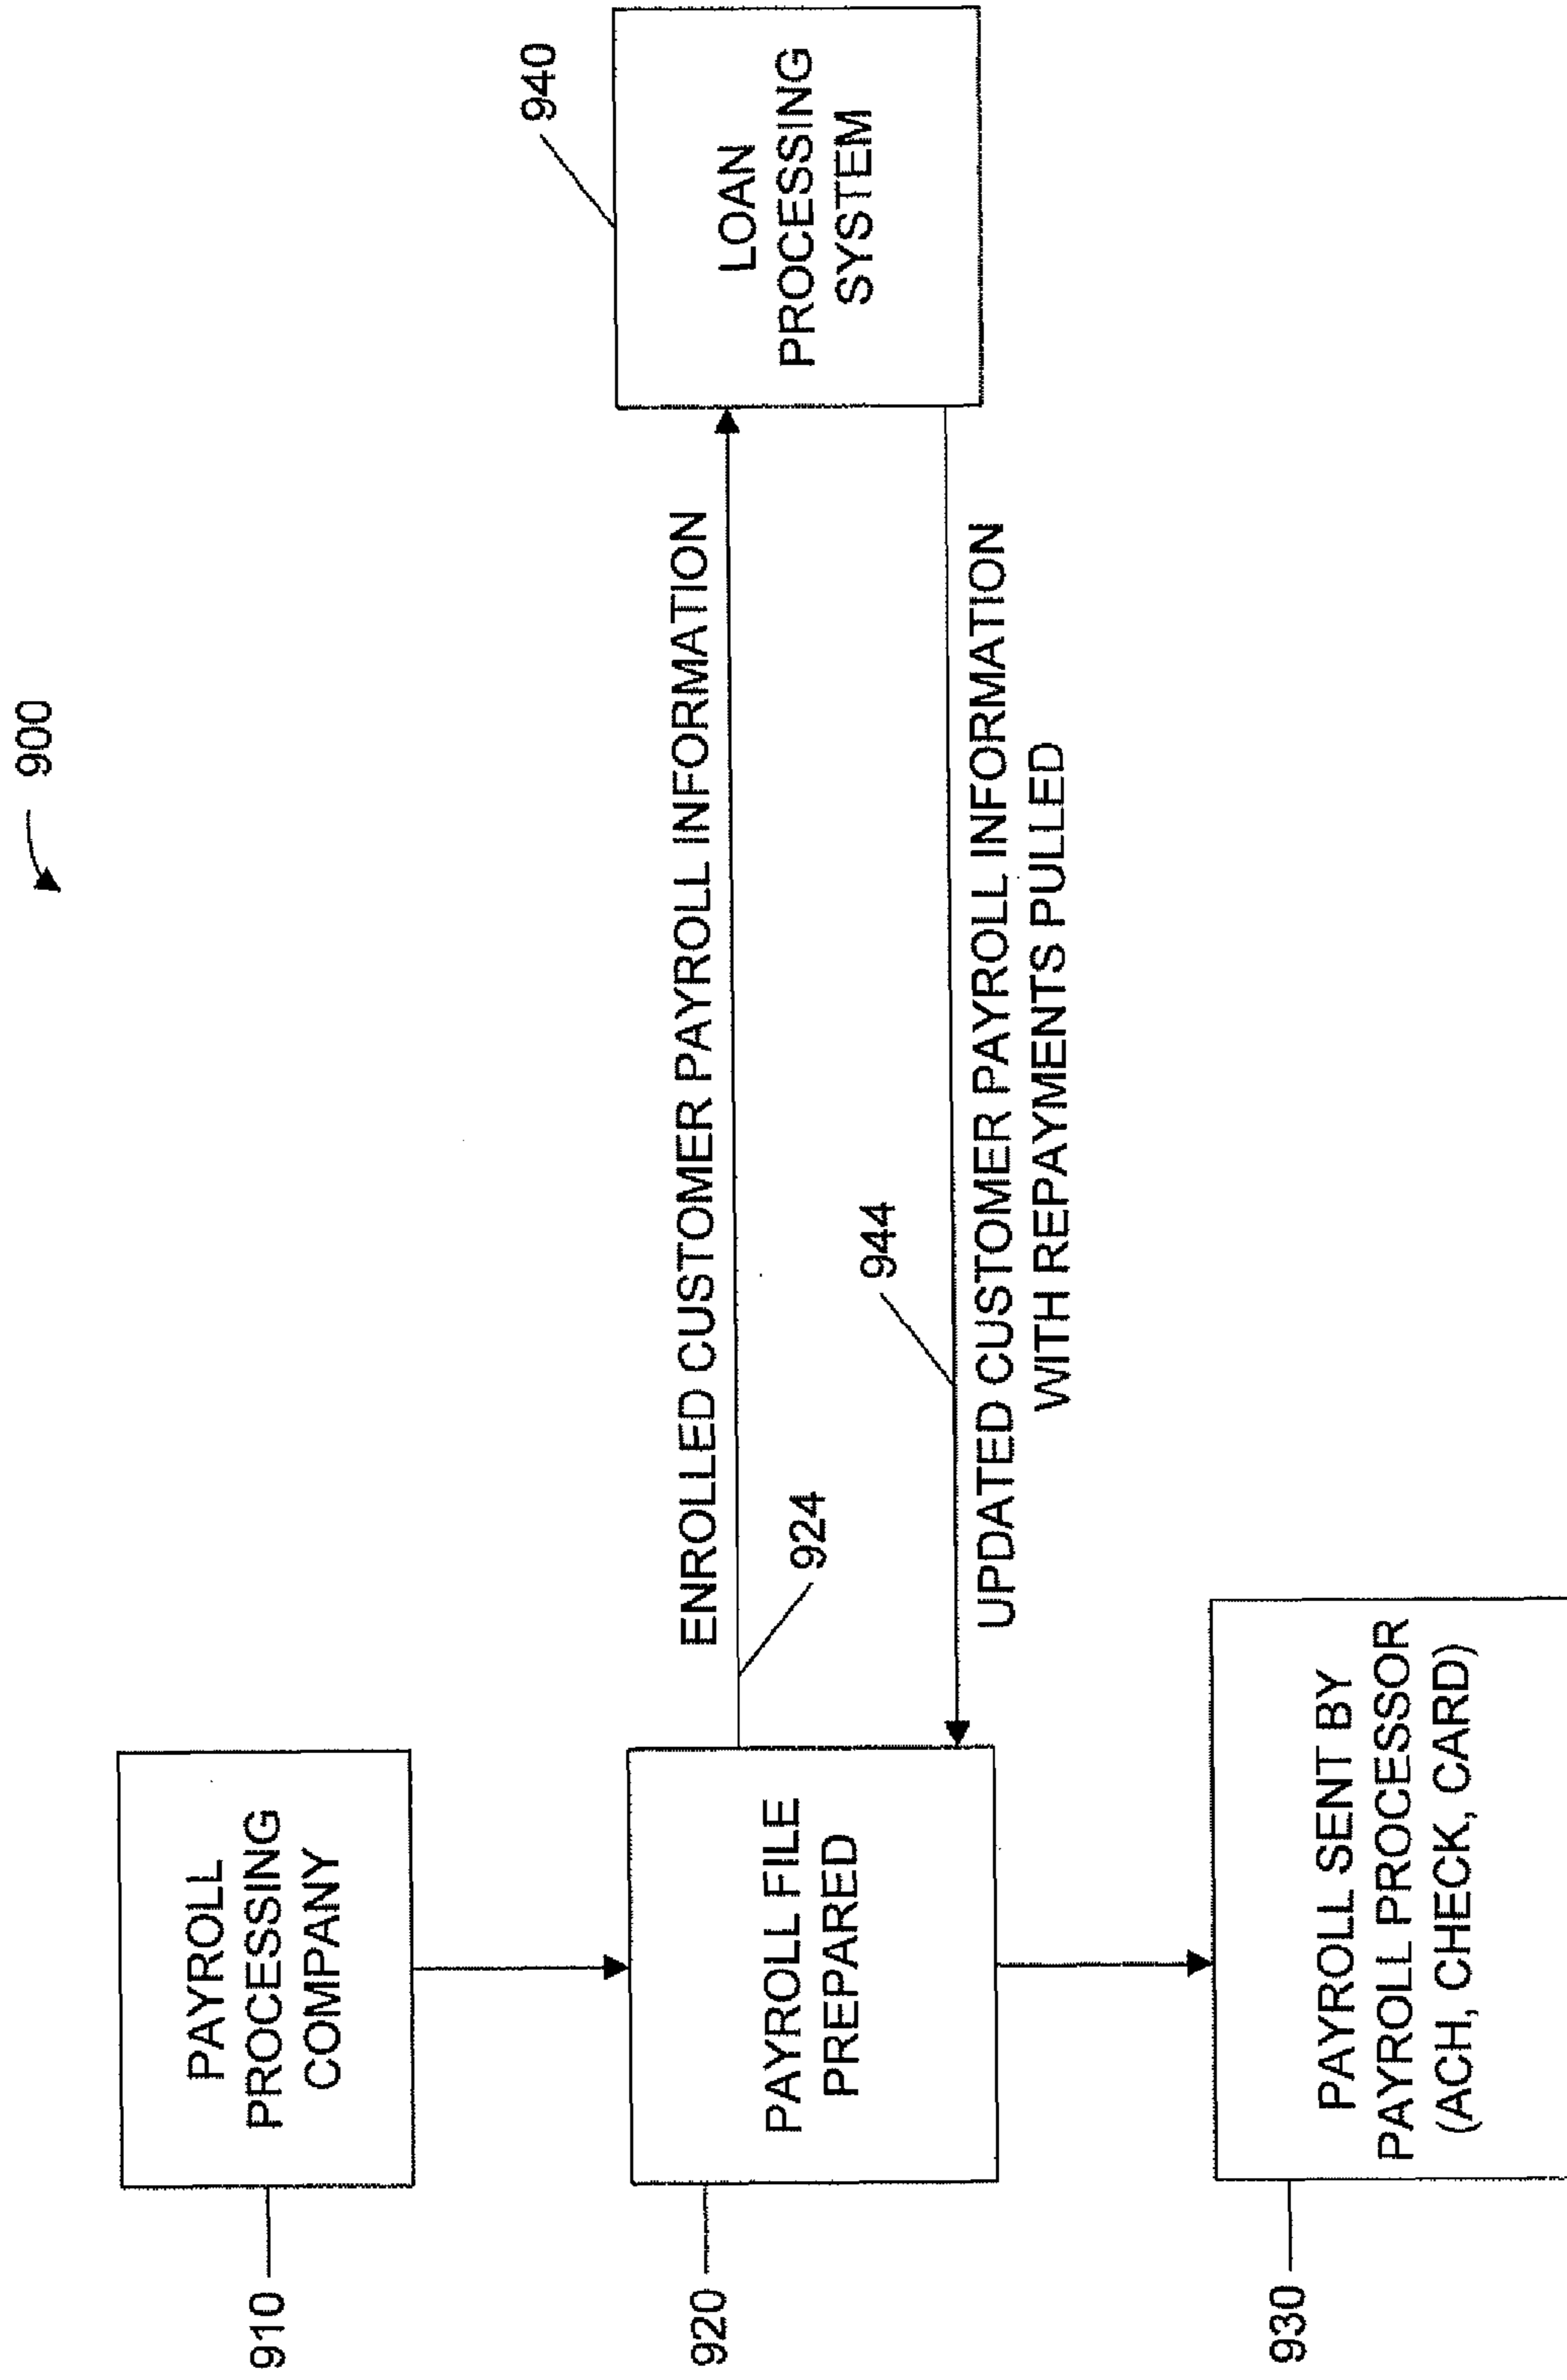 900
910
PAYROLL
PROCESSING
COMPANY
920
PAYROLL FILE
PREPARED
924
ENROLLED CUSTOMER PAYROLL INFORMATION
940
LOAN
PROCESSING
SYSTEM
944
UPDATED CUSTOMER PAYROLL INFORMATION
WITH REPAYMENTS PULLED
930
PAYROLL SENT BY
PAYROLL PROCESSOR
(ACH, CHECK, CARD)